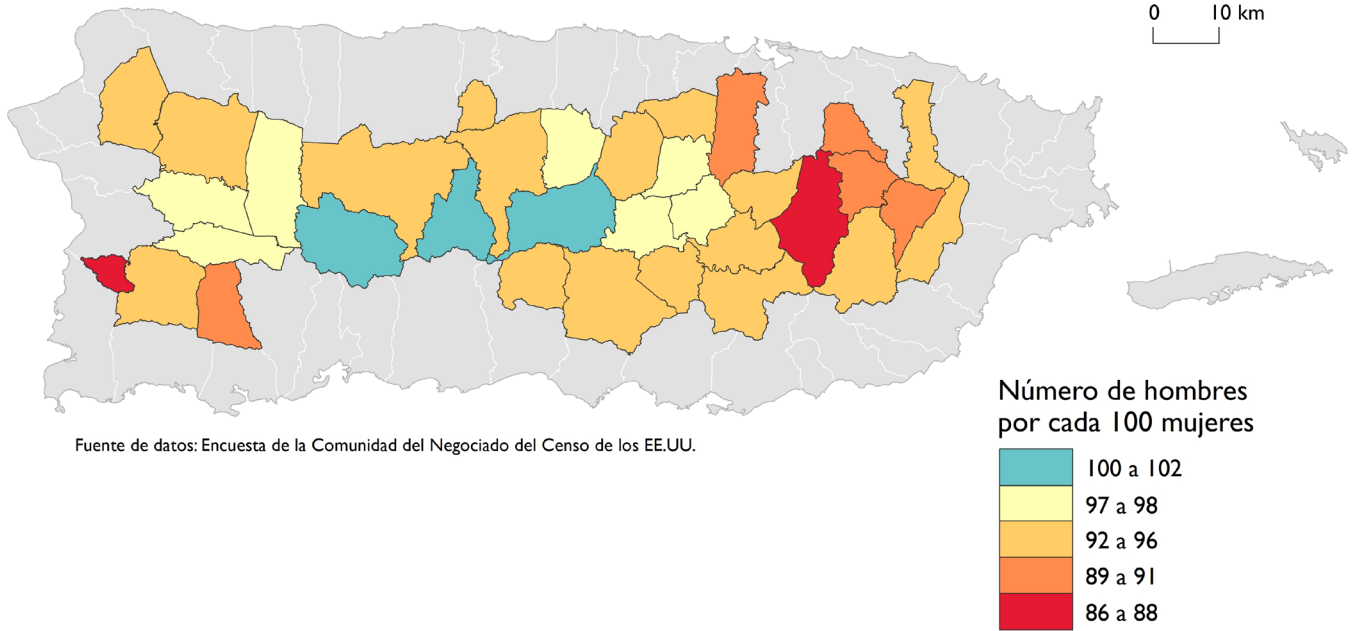 0 10 km
Número de hombres
por cada 100 mujeres
Fuente de datos: Encuesta de la Comunidad del Negociado del Censo de los EE.UU.
100 a 102
97 a 98
92 a 96
89 a 91
86 a 88